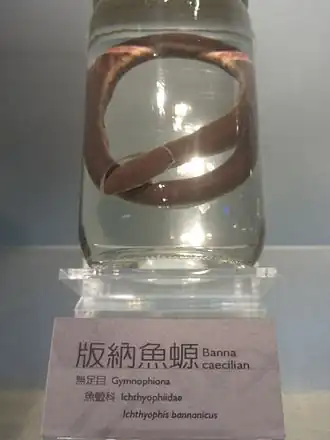 版納魚螈 Banna caecilian
無足目 Gymnophiona
魚螈科 Ichthyophiidae
Ichthyophis bannanicus